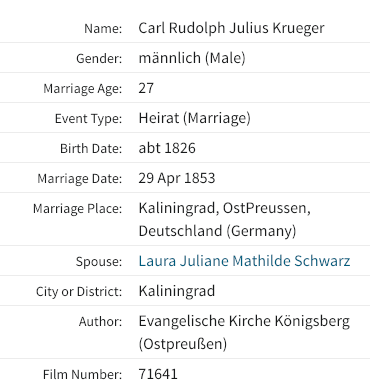 Name: Carl Rudolph Julius Krueger
Gender: männlich (Male)
Marriage Age: 27
Event Type: Heirat (Marriage)
Birth Date: abt 1826
Marriage Date: 29 Apr 1853
Marriage Place: Kaliningrad, OstPreussen,
Deutschland (Germany)
Spouse: Laura Juliane Mathilde Schwarz
City or District: Kaliningrad
Author: Evangelische Kirche Königsberg
(Ostpreußen)
Film Number: 71641